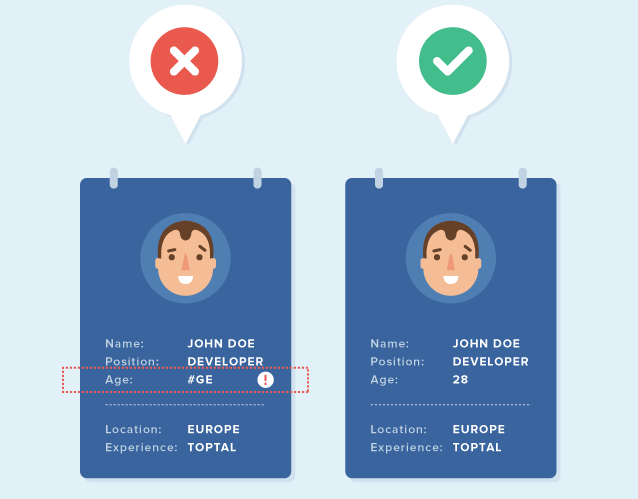 Name: JOHN DOE
Position: DEVELOPER
Age: #GE !
Location: EUROPE
Experience: TOPTAL
Name: JOHN DOE
Position: DEVELOPER
Age: 28
Location: EUROPE
Experience: TOPTAL